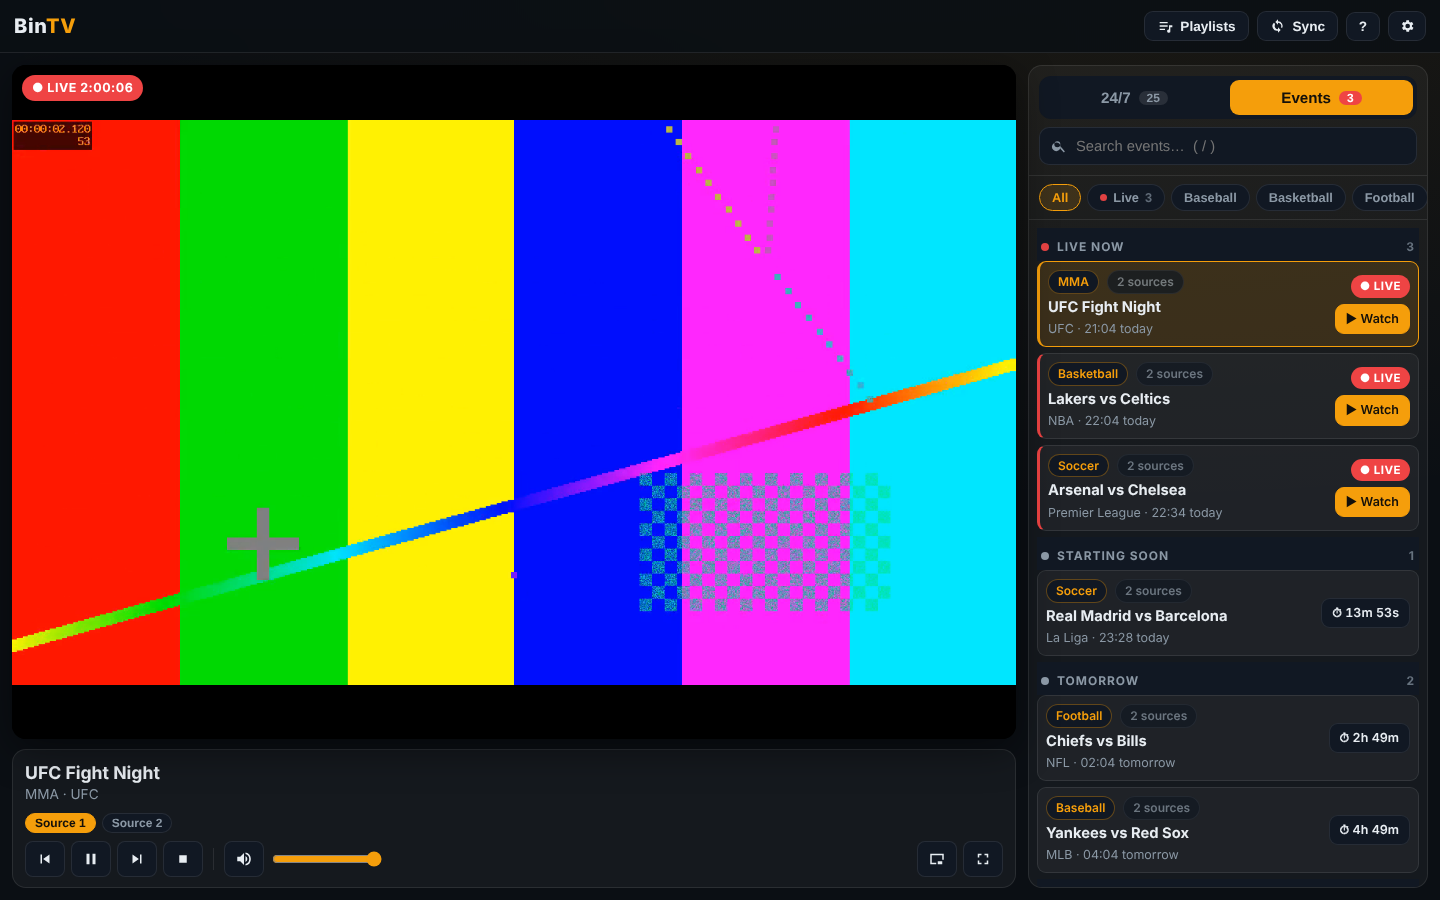 BinTV
Playlists
Sync
?
LIVE 2:00:06
00:00:02.120
53
24/7 25
Events 3
Search events… ( / )
All
Live 3
Baseball
Basketball
Football
LIVE NOW 3
MMA 2 sources
LIVE
UFC Fight Night
Watch
UFC · 21:04 today
Basketball 2 sources
LIVE
Lakers vs Celtics
Watch
NBA · 22:04 today
Soccer 2 sources
LIVE
Arsenal vs Chelsea
Watch
Premier League · 22:34 today
STARTING SOON 1
Soccer 2 sources
Real Madrid vs Barcelona
13m 53s
La Liga · 23:28 today
TOMORROW 2
Football 2 sources
Chiefs vs Bills
2h 49m
NFL · 02:04 tomorrow
Baseball 2 sources
Yankees vs Red Sox
4h 49m
MLB · 04:04 tomorrow
UFC Fight Night
MMA · UFC
Source 1
Source 2